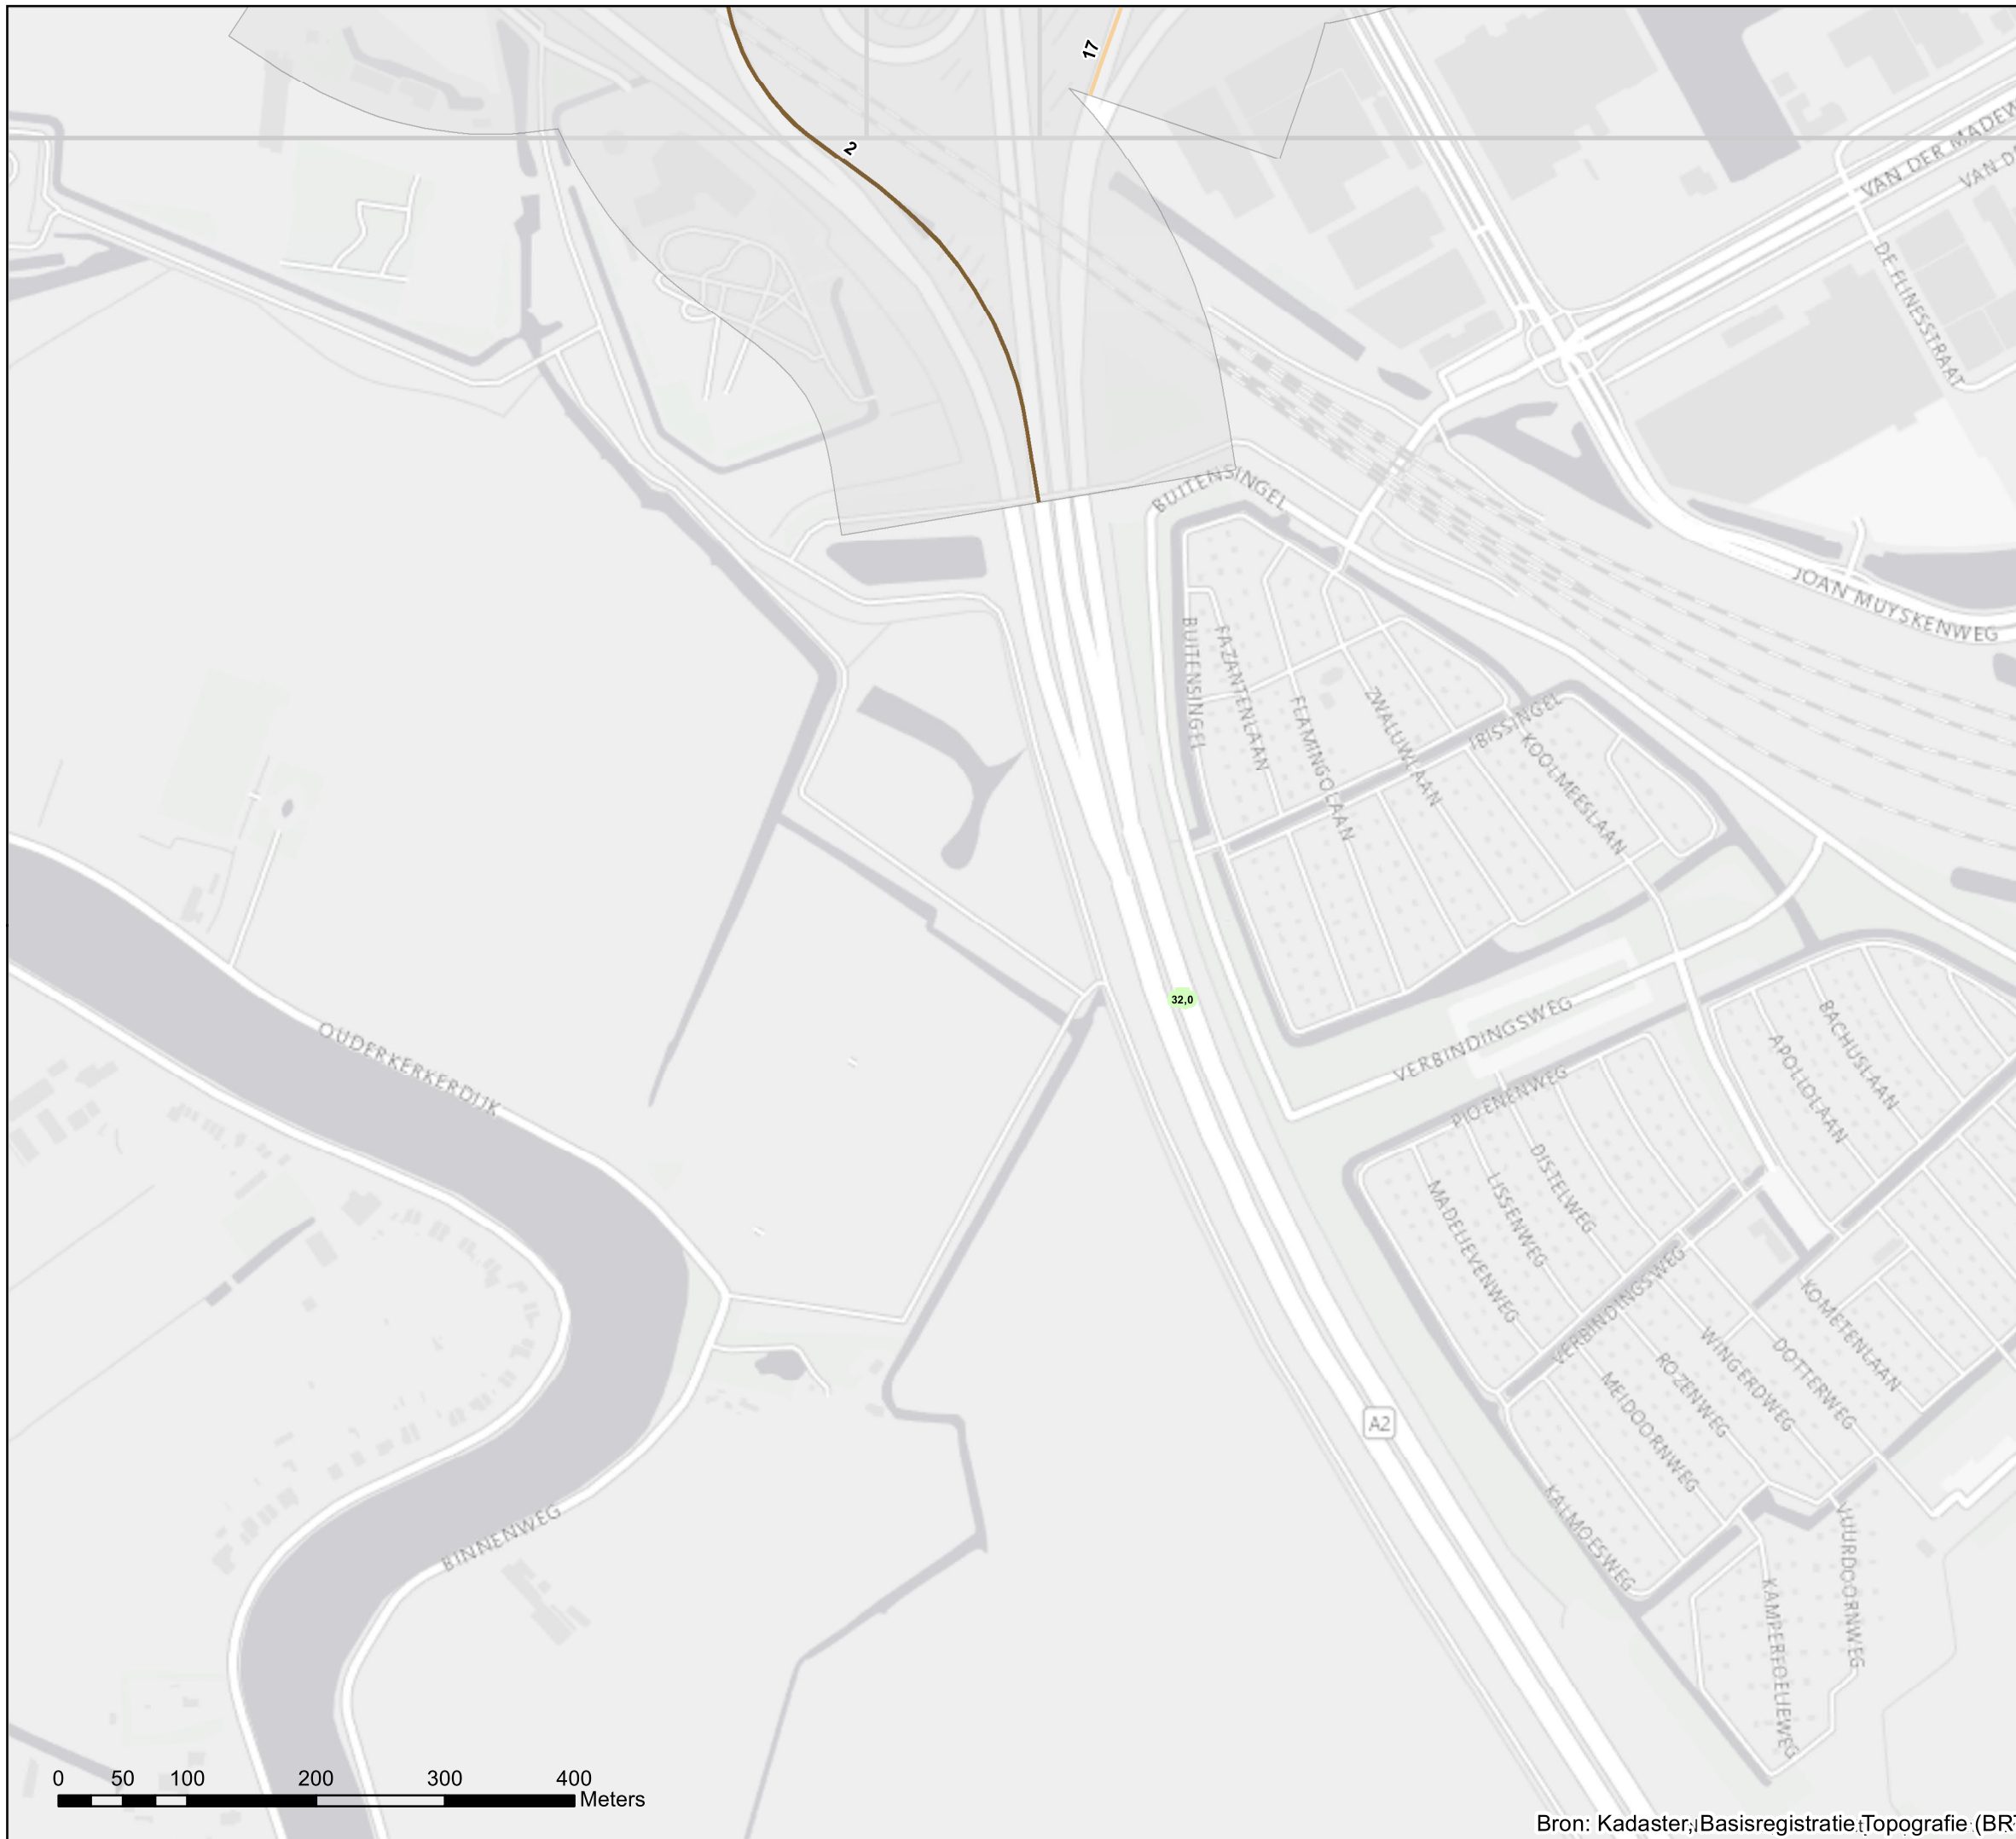 17
2
VAN DER MADEW
VAN DE
DE FLINESSTRAAT
BUITENSINGEL
JOAN MUYSKENWEG
BUITENSINGEL
FAZANTENLAAN
FLAMINGOLAAN
ZWALUWLAAN
IBISSINGEL
KOOLMEESLAAN
32,0
OUDERKERKERDIJK
VERBINDINGSWEG
PIOENENWEG
BACHUSLAAN
APOLLOLAAN
DISTELWEG
LISSENWEG
MADELIEVENWEG
VERBINDINGSWEG
KOMETENLAAN
DOTTERWEG
WINGERDWEG
ROZENWEG
MEIDOORNWEG
A2
KALMOESWEG
VUURDOORNWEG
KAMPERFOELIEWEG
BINNENWEG
0 50 100 200 300 400
Meters
Bron: Kadaster, Basisregistratie Topografie (BRT